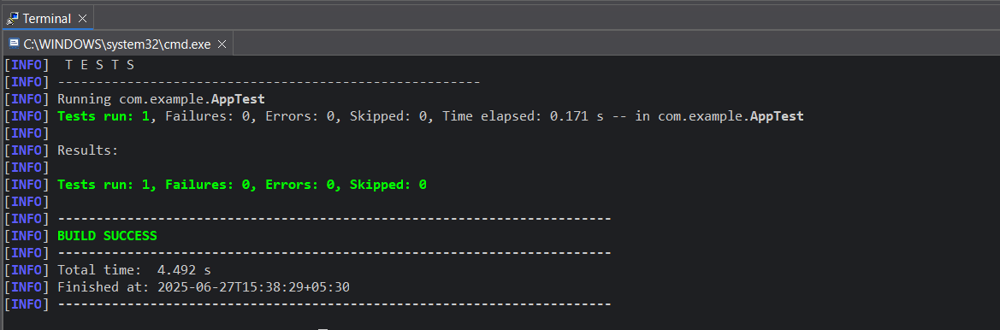 Terminal
C:\WINDOWS\system32\cmd.exe
[INFO]  T E S T S
[INFO] -------------------------------------------------------
[INFO] Running com.example.AppTest
[INFO] Tests run: 1, Failures: 0, Errors: 0, Skipped: 0, Time elapsed: 0.171 s -- in com.example.AppTest
[INFO]
[INFO] Results:
[INFO]
[INFO] Tests run: 1, Failures: 0, Errors: 0, Skipped: 0
[INFO]
[INFO] ------------------------------------------------------------------------
[INFO] BUILD SUCCESS
[INFO] ------------------------------------------------------------------------
[INFO] Total time:  4.492 s
[INFO] Finished at: 2025-06-27T15:38:29+05:30
[INFO] ------------------------------------------------------------------------